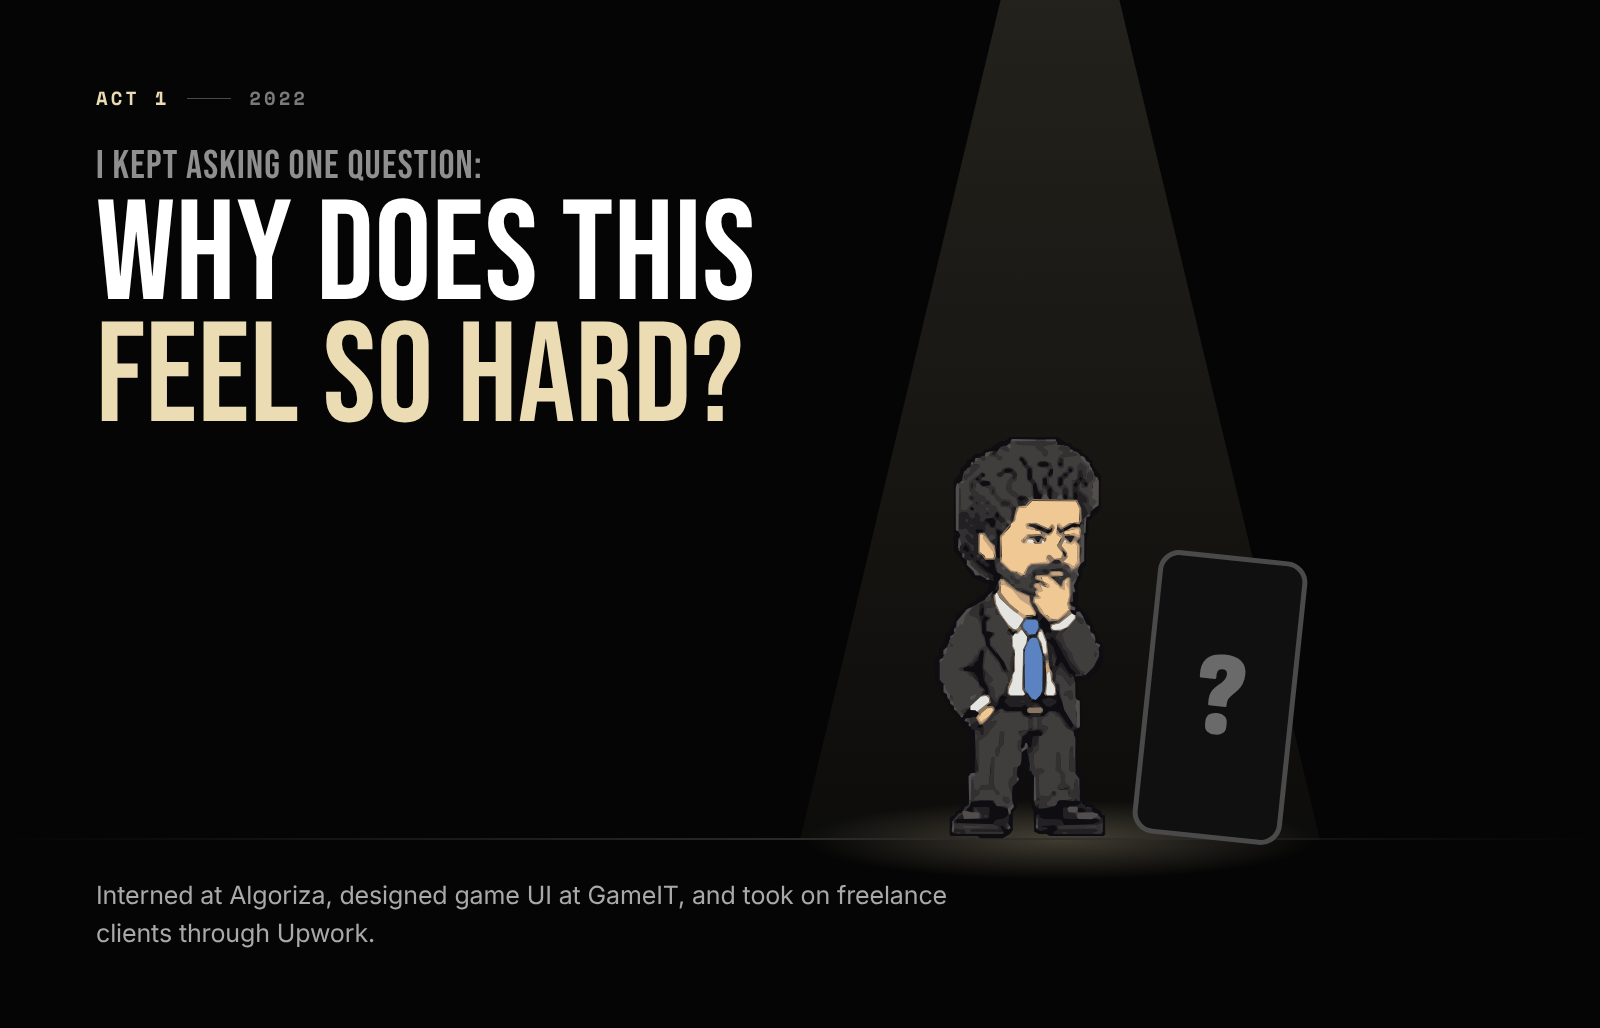 ACT 1 — 2022
I KEPT ASKING ONE QUESTION:
WHY DOES THIS
FEEL SO HARD?
?
Interned at Algoriza, designed game UI at GameIT, and took on freelance
clients through Upwork.